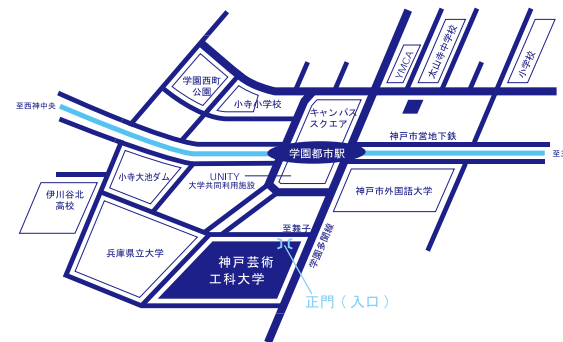 学園西町
公園
小寺小学校
YMCA
太山寺中学校
小学校
至西神中央
キャンパス
スクエア
神戸市営地下鉄
学園都市駅
UNITY
大学共同利用施設
小寺大池ダム
伊川谷北
高校
神戸市外国語大学
至舞子
学園多聞線
兵庫県立大学
神戸芸術
工科大学
正門（入口）